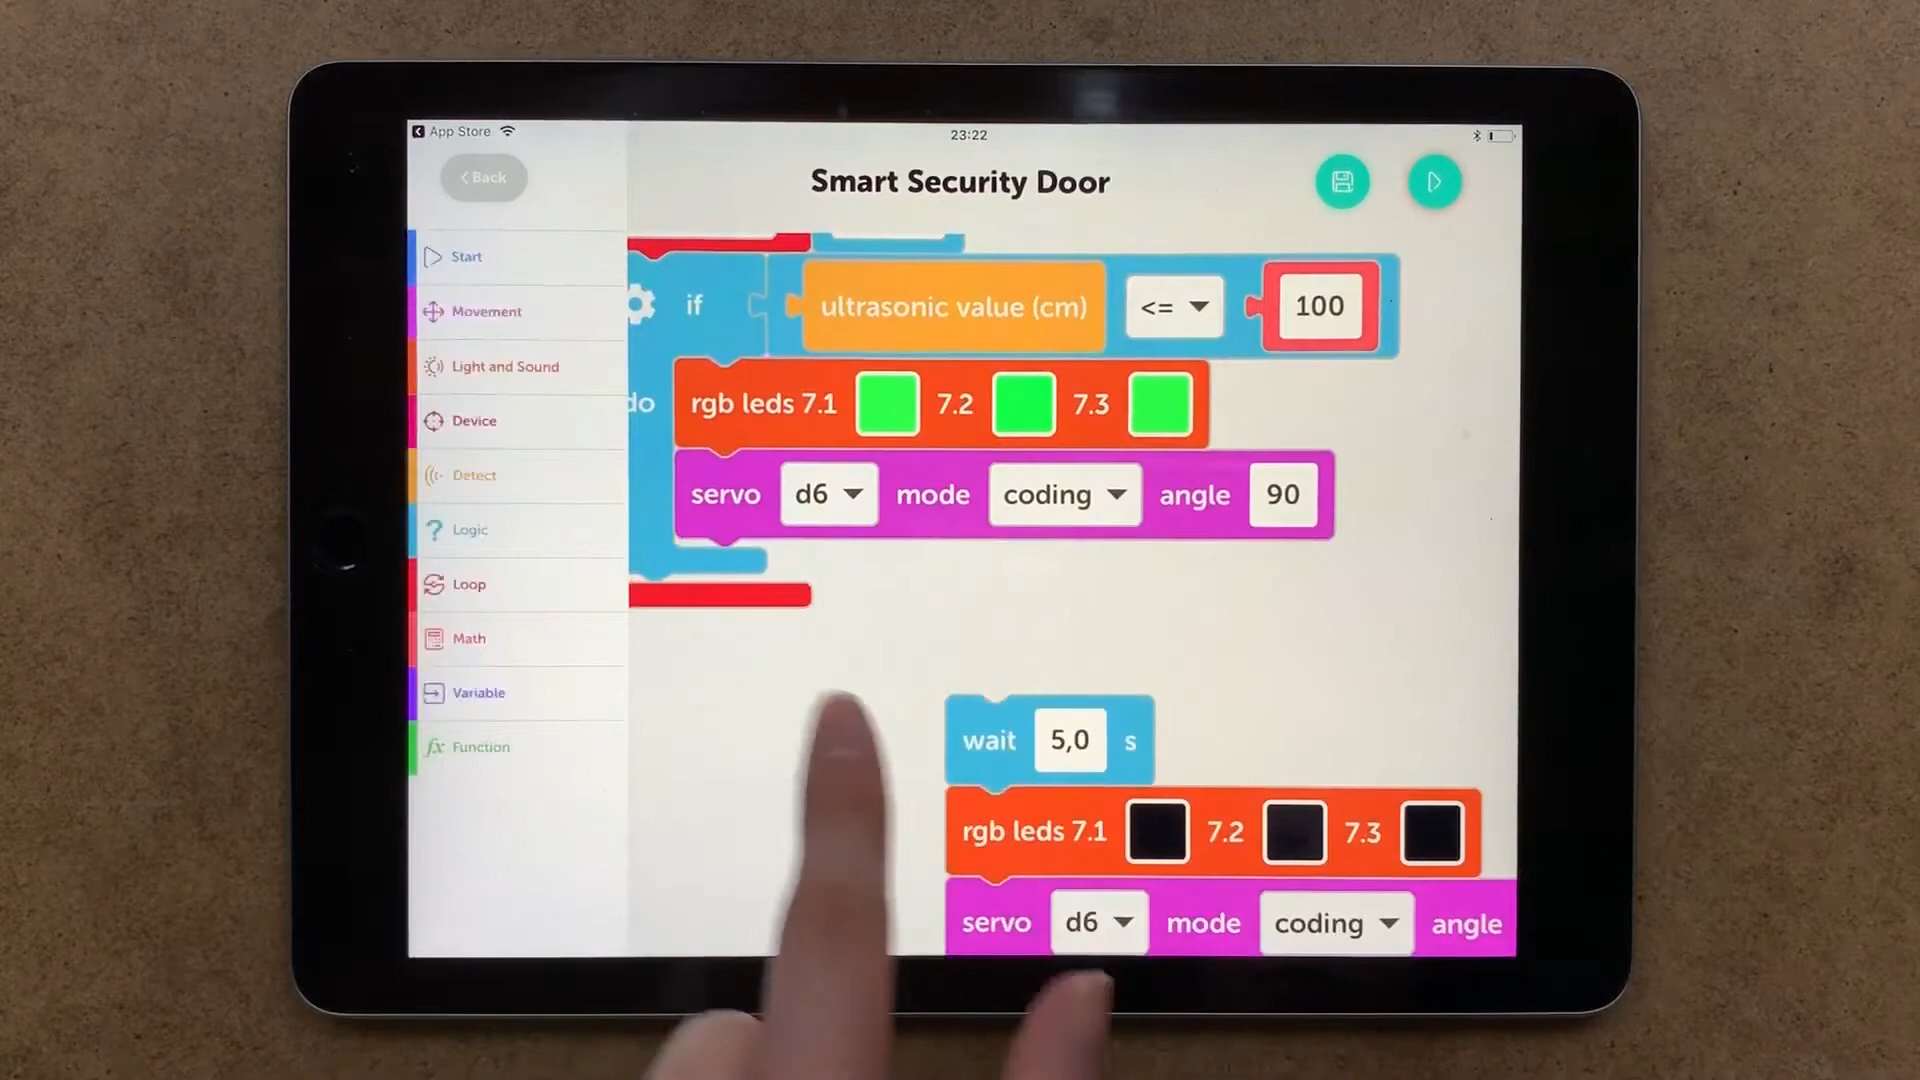 App Store
23:22
Back
Smart Security Door
Start
Movement
Light and Sound
Device
Detect
Logic
Loop
Math
Variable
fx Function
if ultrasonic value (cm) <= 100
do rgb leds 7.1 7.2 7.3
servo d6 mode coding angle 90
wait 5,0 s
rgb leds 7.1 7.2 7.3
servo d6 mode coding angle